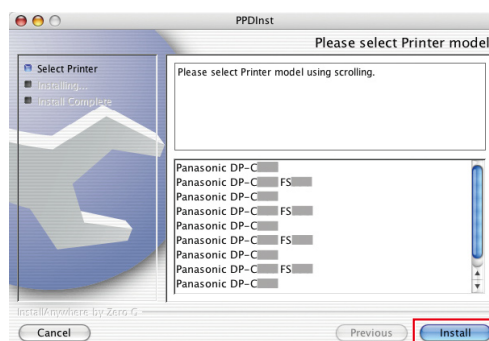 PPDInst
Please select Printer model
Select Printer
Installing...
Install Complete
Please select Printer model using scrolling.
Panasonic DP-C
Panasonic DP-C FS
Panasonic DP-C
Panasonic DP-C FS
Panasonic DP-C
Panasonic DP-C FS
Panasonic DP-C
Panasonic DP-C FS
Panasonic DP-C
InstallAnywhere by Zero G
Cancel
Previous
Install